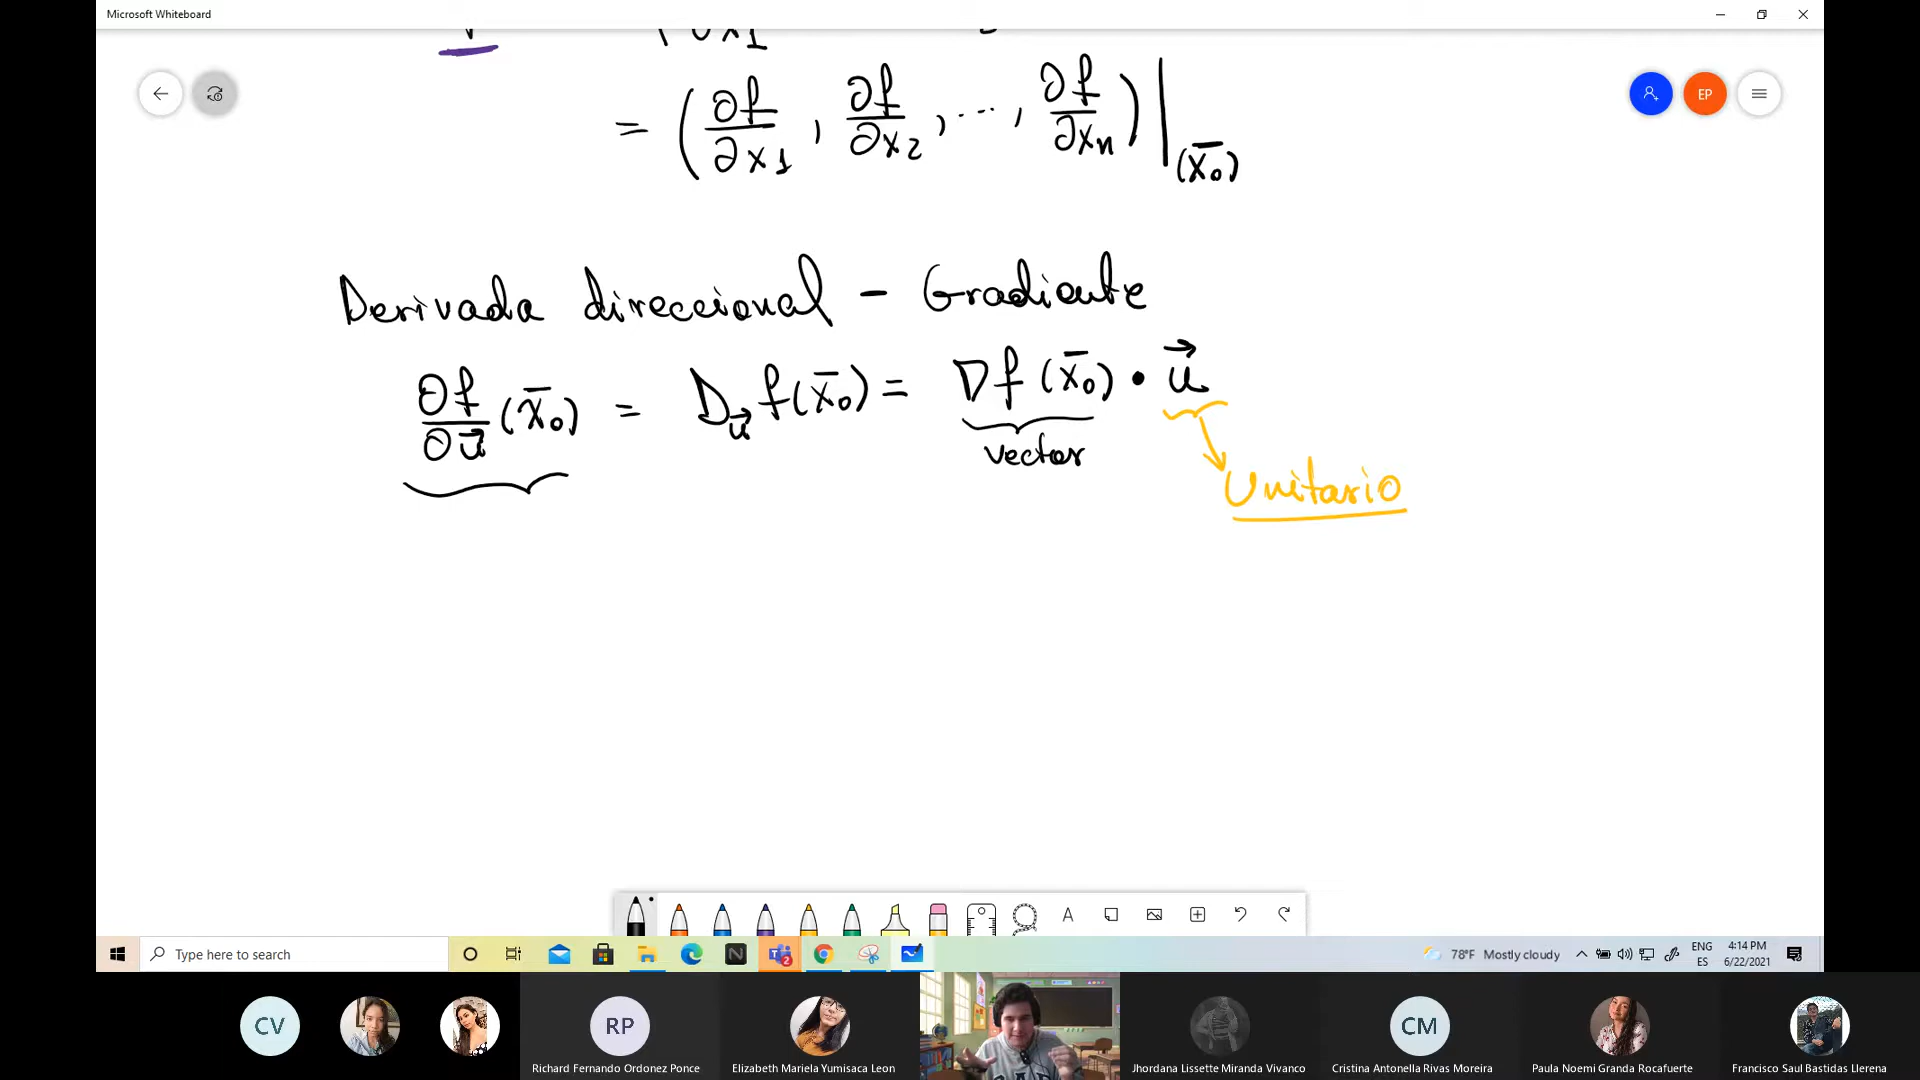 Microsoft Whiteboard
EP
= (∂f/∂x1, ∂f/∂x2, ..., ∂f/∂xn) | (x̄0)
Derivada direccional - Gradiente
∂f/∂u⃗ (x̄0) = Du⃗ f(x̄0) = ∇f(x̄0) • u⃗
vector
Unitario
Type here to search
78°F Mostly cloudy
ENG
ES
4:14 PM
6/22/2021
CV
RP
CM
Richard Fernando Ordonez Ponce
Elizabeth Mariela Yumisaca Leon
Jhordana Lissette Miranda Vivanco
Cristina Antonella Rivas Moreira
Paula Noemi Granda Rocafuerte
Francisco Saul Bastidas Llerena